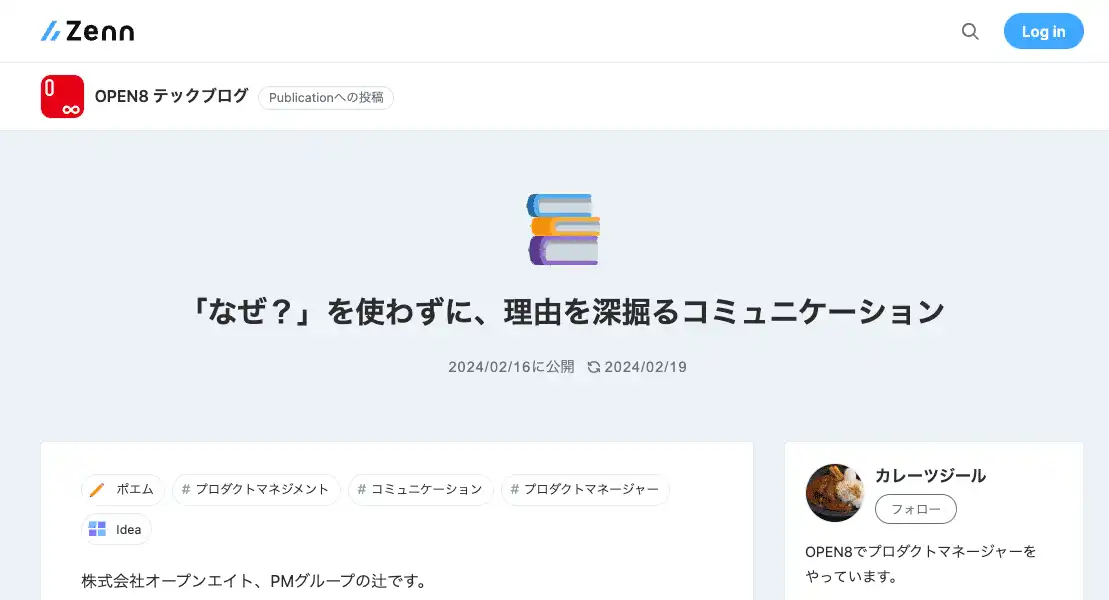 Zenn
Log in
OPEN8 テックブログ
Publicationへの投稿
「なぜ？」を使わずに、理由を深掘るコミュニケーション
2024/02/16に公開 2024/02/19
ポエム
# プロダクトマネジメント
# コミュニケーション
# プロダクトマネージャー
Idea
株式会社オープンエイト、PMグループの辻です。
カレーツジール
フォロー
OPEN8でプロダクトマネージャーを
やっています。